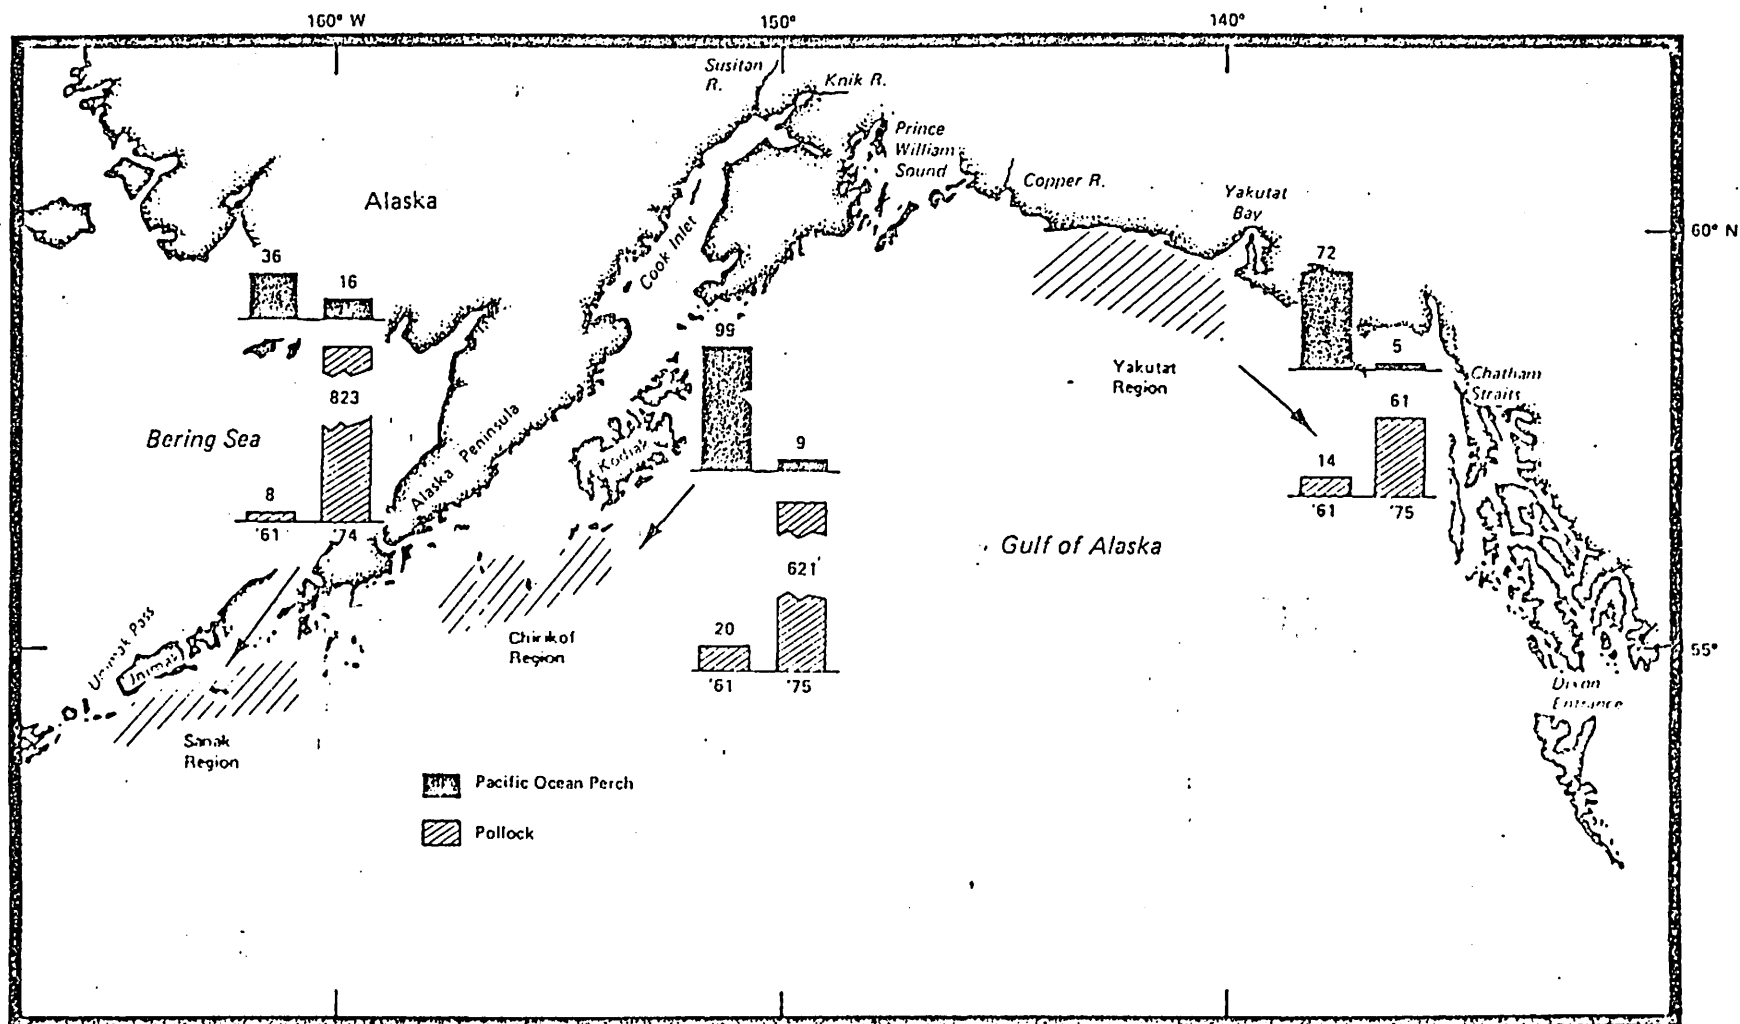 160° W
150°
140°
Susitan
R.
Knik R.
Prince
William
Sound
Copper R.
Yakutat
Bay
60° N
Alaska
Cook Inlet
36
16
72
5
Chatham
Straits
99
9
Yakutat
Region
823
61
Bering Sea
Alaska Peninsula
Kodiak
8
'61
'74
14
'61
'75
Gulf of Alaska
621
Unimak Pass
Unimak
Chirikof
Region
20
'61
'75
55°
Dixon
Entrance
Sanak
Region
Pacific Ocean Perch
Pollock